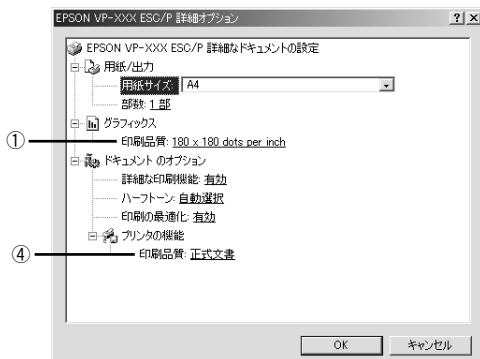 EPSON VP-XXX ESC/P 詳細オプション
EPSON VP-XXX ESC/P 詳細なドキュメントの設定
用紙/出力
用紙サイズ: A4
部数: 1 部
グラフィックス
① 印刷品質: 180 x 180 dots per inch
ドキュメント のオプション
詳細な印刷機能: 有効
ハーフトーン: 自動選択
印刷の最適化: 有効
プリンタの機能
④ 印刷品質: 正式文書
OK キャンセル